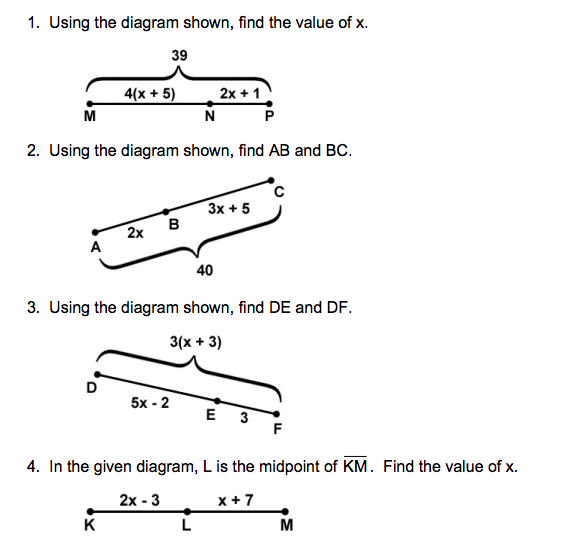 1. Using the diagram shown, find the value of x.
39
4(x + 5) 2x + 1
M N P
2. Using the diagram shown, find AB and BC.
C
3x + 5
B
2x
A
40
3. Using the diagram shown, find DE and DF.
3(x + 3)
D
5x - 2
E 3
F
4. In the given diagram, L is the midpoint of K̅M̅. Find the value of x.
2x - 3 x + 7
K L M